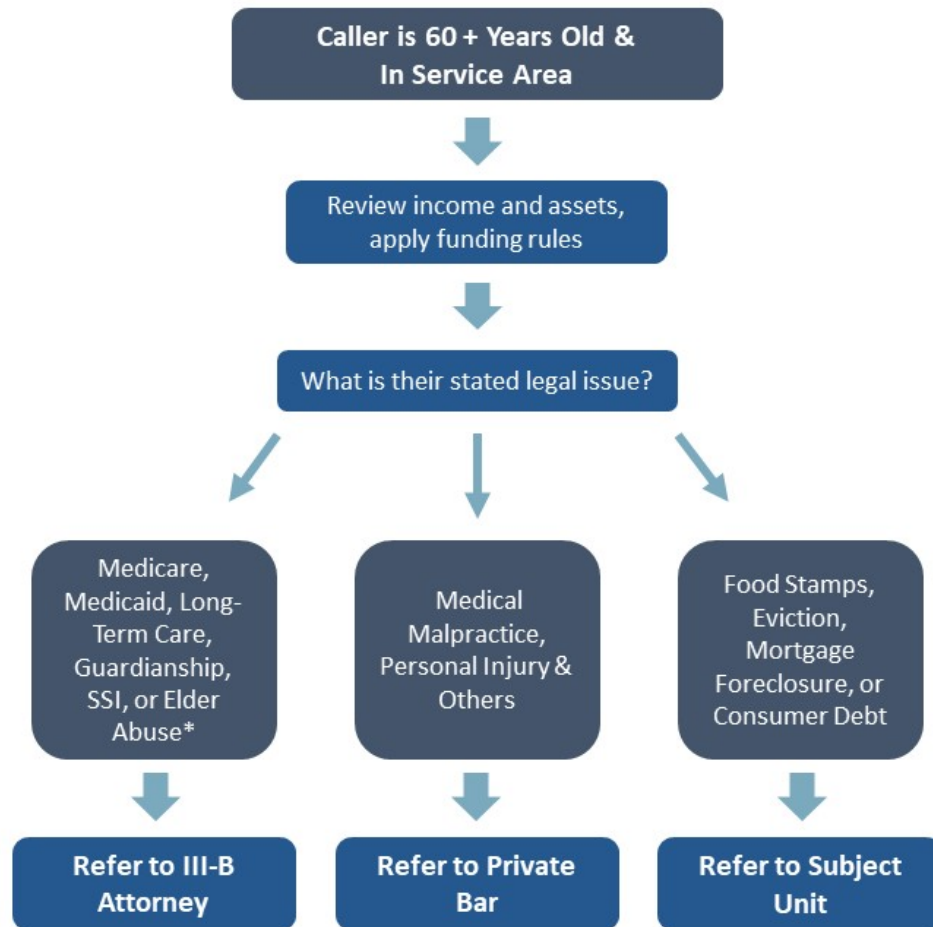 Caller is 60 + Years Old &
In Service Area
Review income and assets,
apply funding rules
What is their stated legal issue?
Medicare,
Medicaid, Long-
Term Care,
Guardianship,
SSI, or Elder
Abuse*
Medical
Malpractice,
Personal Injury &
Others
Food Stamps,
Eviction,
Mortgage
Foreclosure, or
Consumer Debt
Refer to III-B
Attorney
Refer to Private
Bar
Refer to Subject
Unit